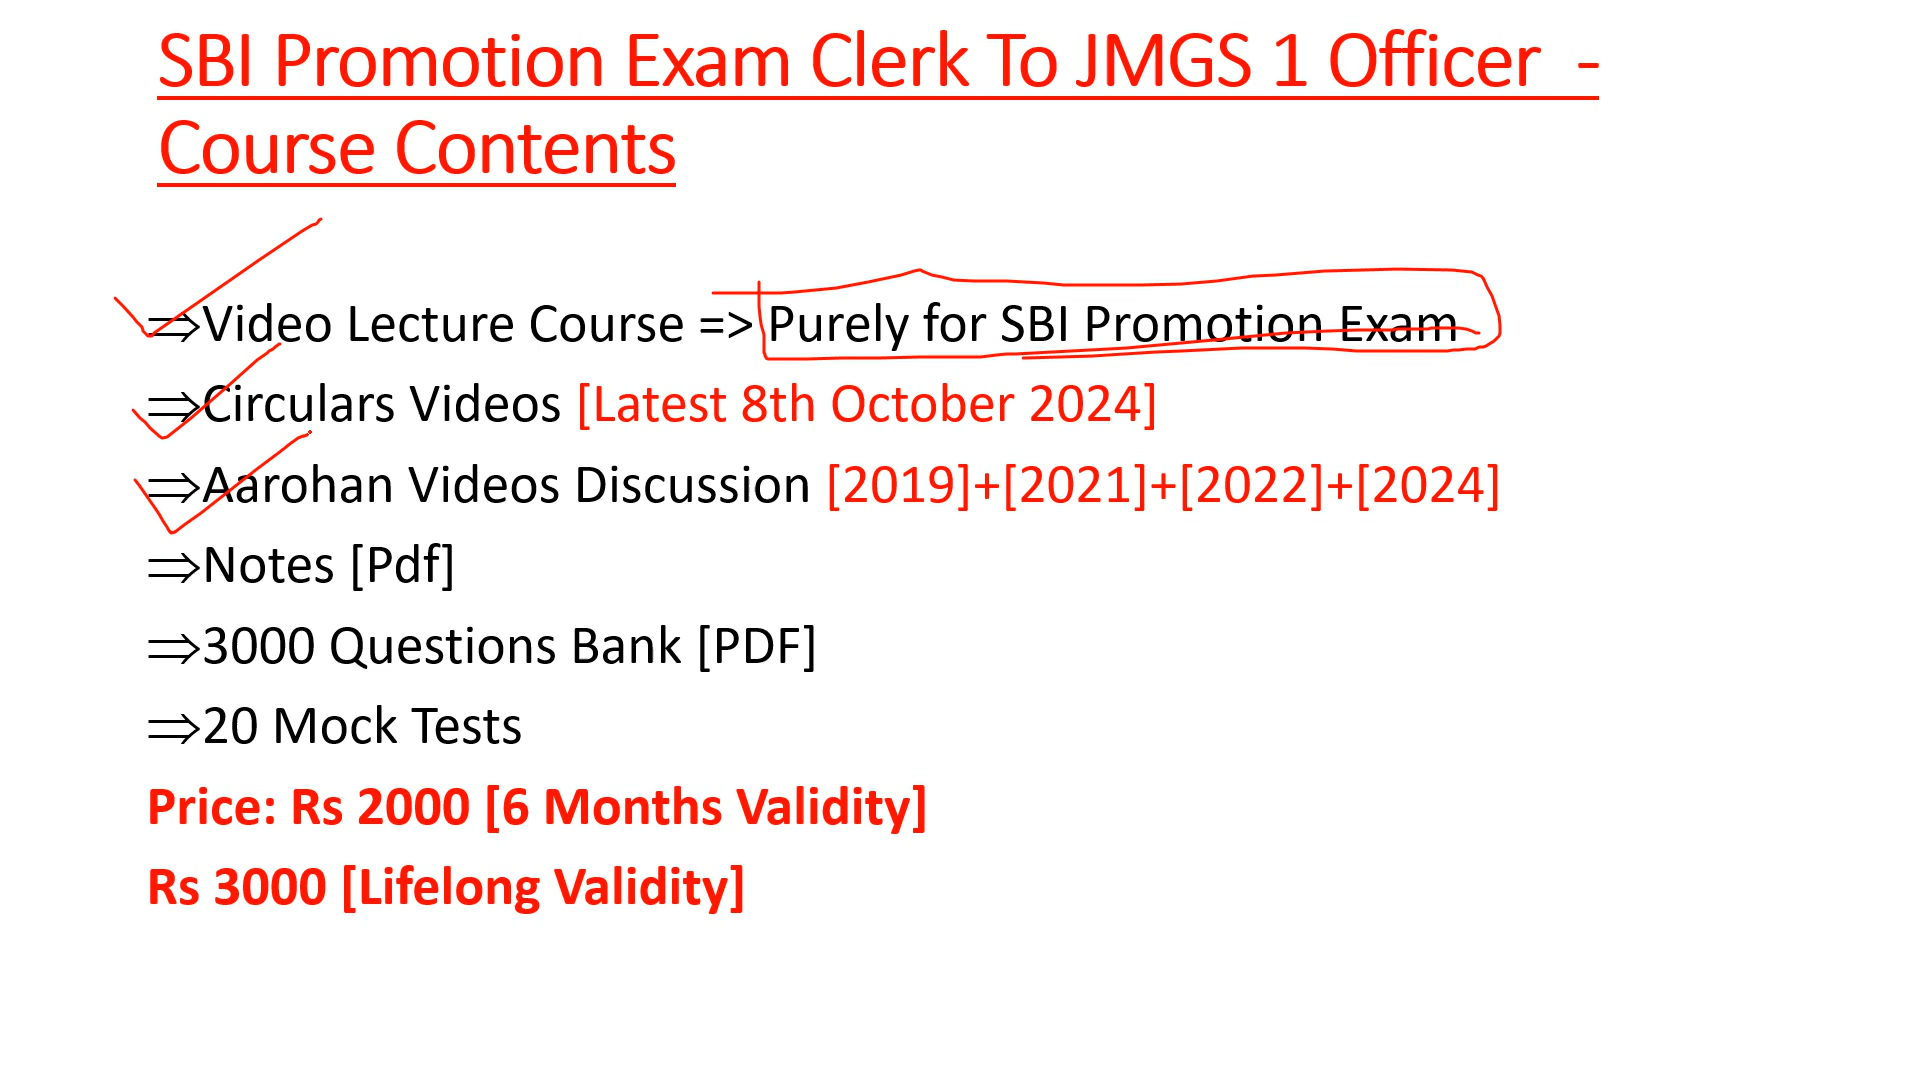 SBI Promotion Exam Clerk To JMGS 1 Officer -
Course Contents
⇒Video Lecture Course => Purely for SBI Promotion Exam
⇒Circulars Videos [Latest 8th October 2024]
⇒Aarohan Videos Discussion [2019]+[2021]+[2022]+[2024]
⇒Notes [Pdf]
⇒3000 Questions Bank [PDF]
⇒20 Mock Tests
Price: Rs 2000 [6 Months Validity]
Rs 3000 [Lifelong Validity]